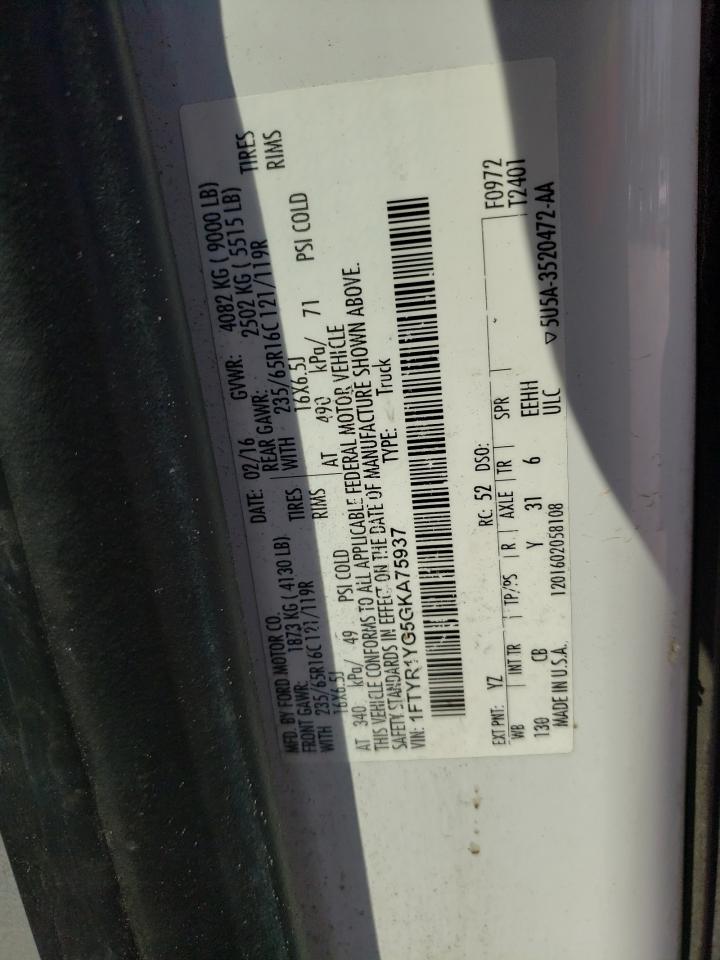 MFD. BY FORD MOTOR CO. DATE: 02/16 GVWR: 4082 KG ( 9000 LB)
FRONT GAWR: 1873 KG ( 4130 LB) REAR GAWR: 2502 KG ( 5515 LB)
WITH 235/65R16C 121/119R TIRES WITH 235/65R16C 121/119R TIRES
16X6.5J RIMS 16X6.5J RIMS
AT 340 kPa/ 49 PSI COLD AT 490 kPa/ 71 PSI COLD
THIS VEHICLE CONFORMS TO ALL APPLICABLE FEDERAL MOTOR VEHICLE
SAFETY STANDARDS IN EFFECT ON THE DATE OF MANUFACTURE SHOWN ABOVE.
VIN: 1FTYR1YG5GKA75937 TYPE: Truck
EXT PNT: YZ RC: 52 DSO: F0972
WB INT TR TP/PS R AXLE TR SPR T2401
130 CB Y 31 6 EEHH
MADE IN U.S.A. 1201602058108 ULC ▽5U5A-3520472-AA